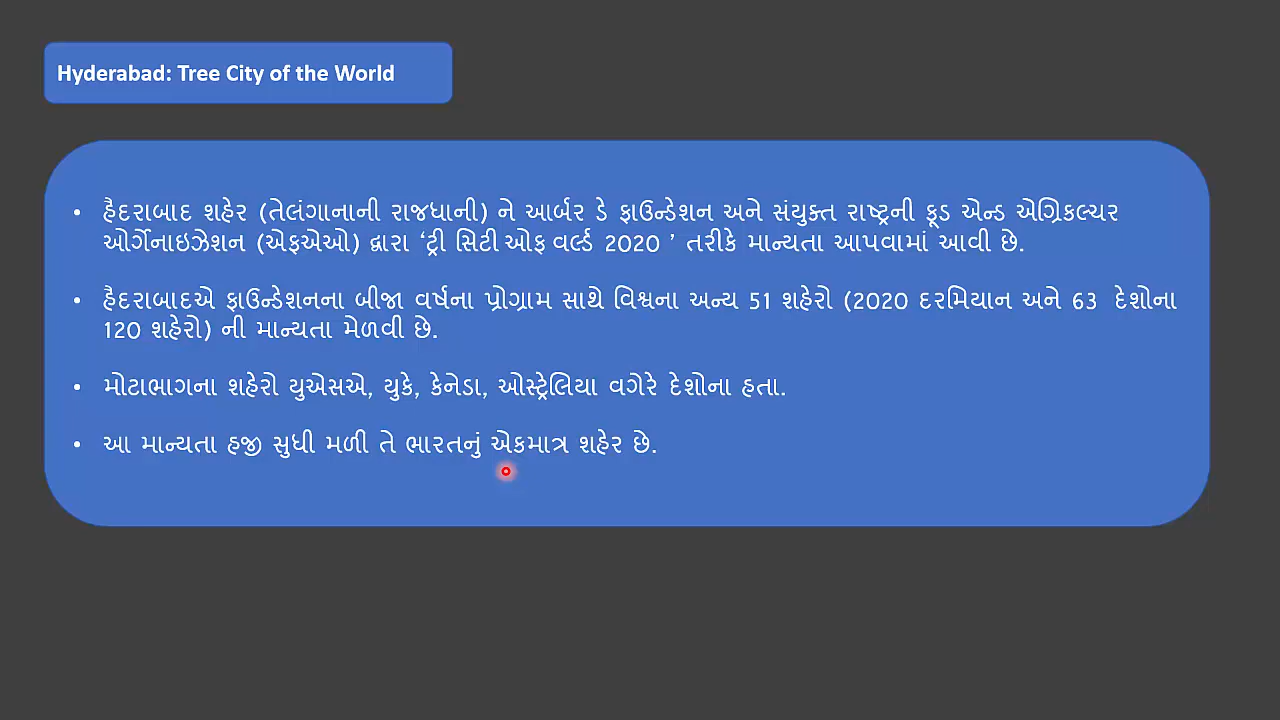 Hyderabad: Tree City of the World
• હૈદરાબાદ શહેર (તેલંગાનાની રાજધાની) ને આર્બર ડે ફાઉન્ડેશન અને સંયુક્ત રાષ્ટ્રની ફૂડ એન્ડ એગ્રિકલ્ચર
ઓર્ગેનાઇઝેશન (એફએઓ) દ્વારા ‘ટ્રી સિટી ઓફ વર્લ્ડ 2020 ’ તરીકે માન્યતા આપવામાં આવી છે.
• હૈદરાબાદએ ફાઉન્ડેશનના બીજા વર્ષના પ્રોગ્રામ સાથે વિશ્વના અન્ય 51 શહેરો (2020 દરમિયાન અને 63 દેશોના
120 શહેરો) ની માન્યતા મેળવી છે.
• મોટાભાગના શહેરો યુએસએ, યુકે, કેનેડા, ઓસ્ટ્રેલિયા વગેરે દેશોના હતા.
• આ માન્યતા હજી સુધી મળી તે ભારતનું એકમાત્ર શહેર છે.